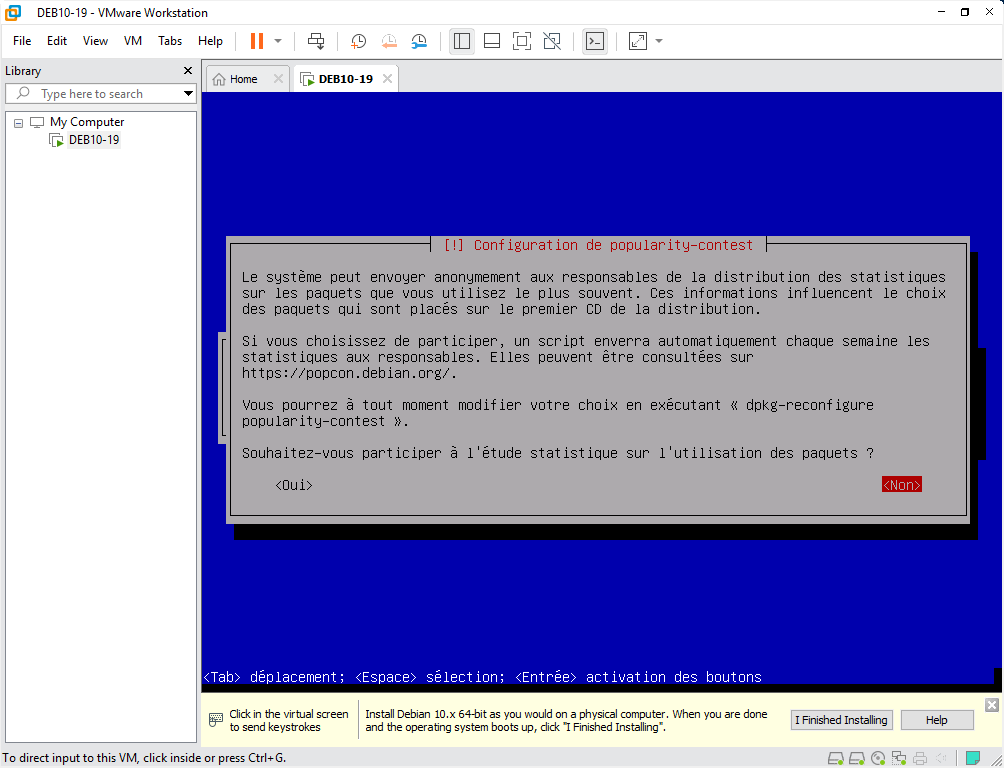 DEB10-19 - VMware Workstation
File Edit View VM Tabs Help
Library
Type here to search
My Computer
DEB10-19
Home
DEB10-19
[!] Configuration de popularity-contest
Le système peut envoyer anonymement aux responsables de la distribution des statistiques
sur les paquets que vous utilisez le plus souvent. Ces informations influencent le choix
des paquets qui sont placés sur le premier CD de la distribution.
Si vous choisissez de participer, un script enverra automatiquement chaque semaine les
statistiques aux responsables. Elles peuvent être consultées sur
https://popcon.debian.org/.
Vous pourrez à tout moment modifier votre choix en exécutant « dpkg-reconfigure
popularity-contest ».
Souhaitez-vous participer à l'étude statistique sur l'utilisation des paquets ?
<Oui> <Non>
<Tab> déplacement; <Espace> sélection; <Entrée> activation des boutons
Click in the virtual screen
to send keystrokes
Install Debian 10.x 64-bit as you would on a physical computer. When you are done
and the operating system boots up, click "I Finished Installing".
I Finished Installing
Help
To direct input to this VM, click inside or press Ctrl+G.